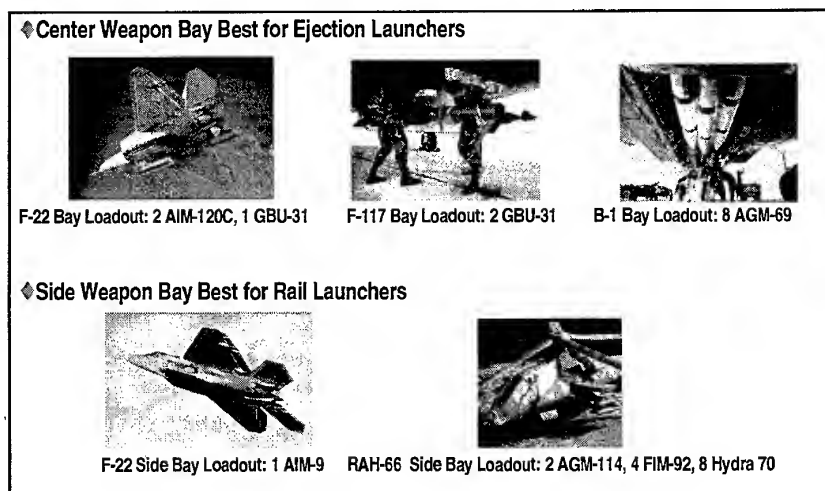 Center Weapon Bay Best for Ejection Launchers
F-22 Bay Loadout: 2 AIM-120C, 1 GBU-31
F-117 Bay Loadout: 2 GBU-31
B-1 Bay Loadout: 8 AGM-69
Side Weapon Bay Best for Rail Launchers
F-22 Side Bay Loadout: 1 AIM-9
RAH-66 Side Bay Loadout: 2 AGM-114, 4 FIM-92, 8 Hydra 70